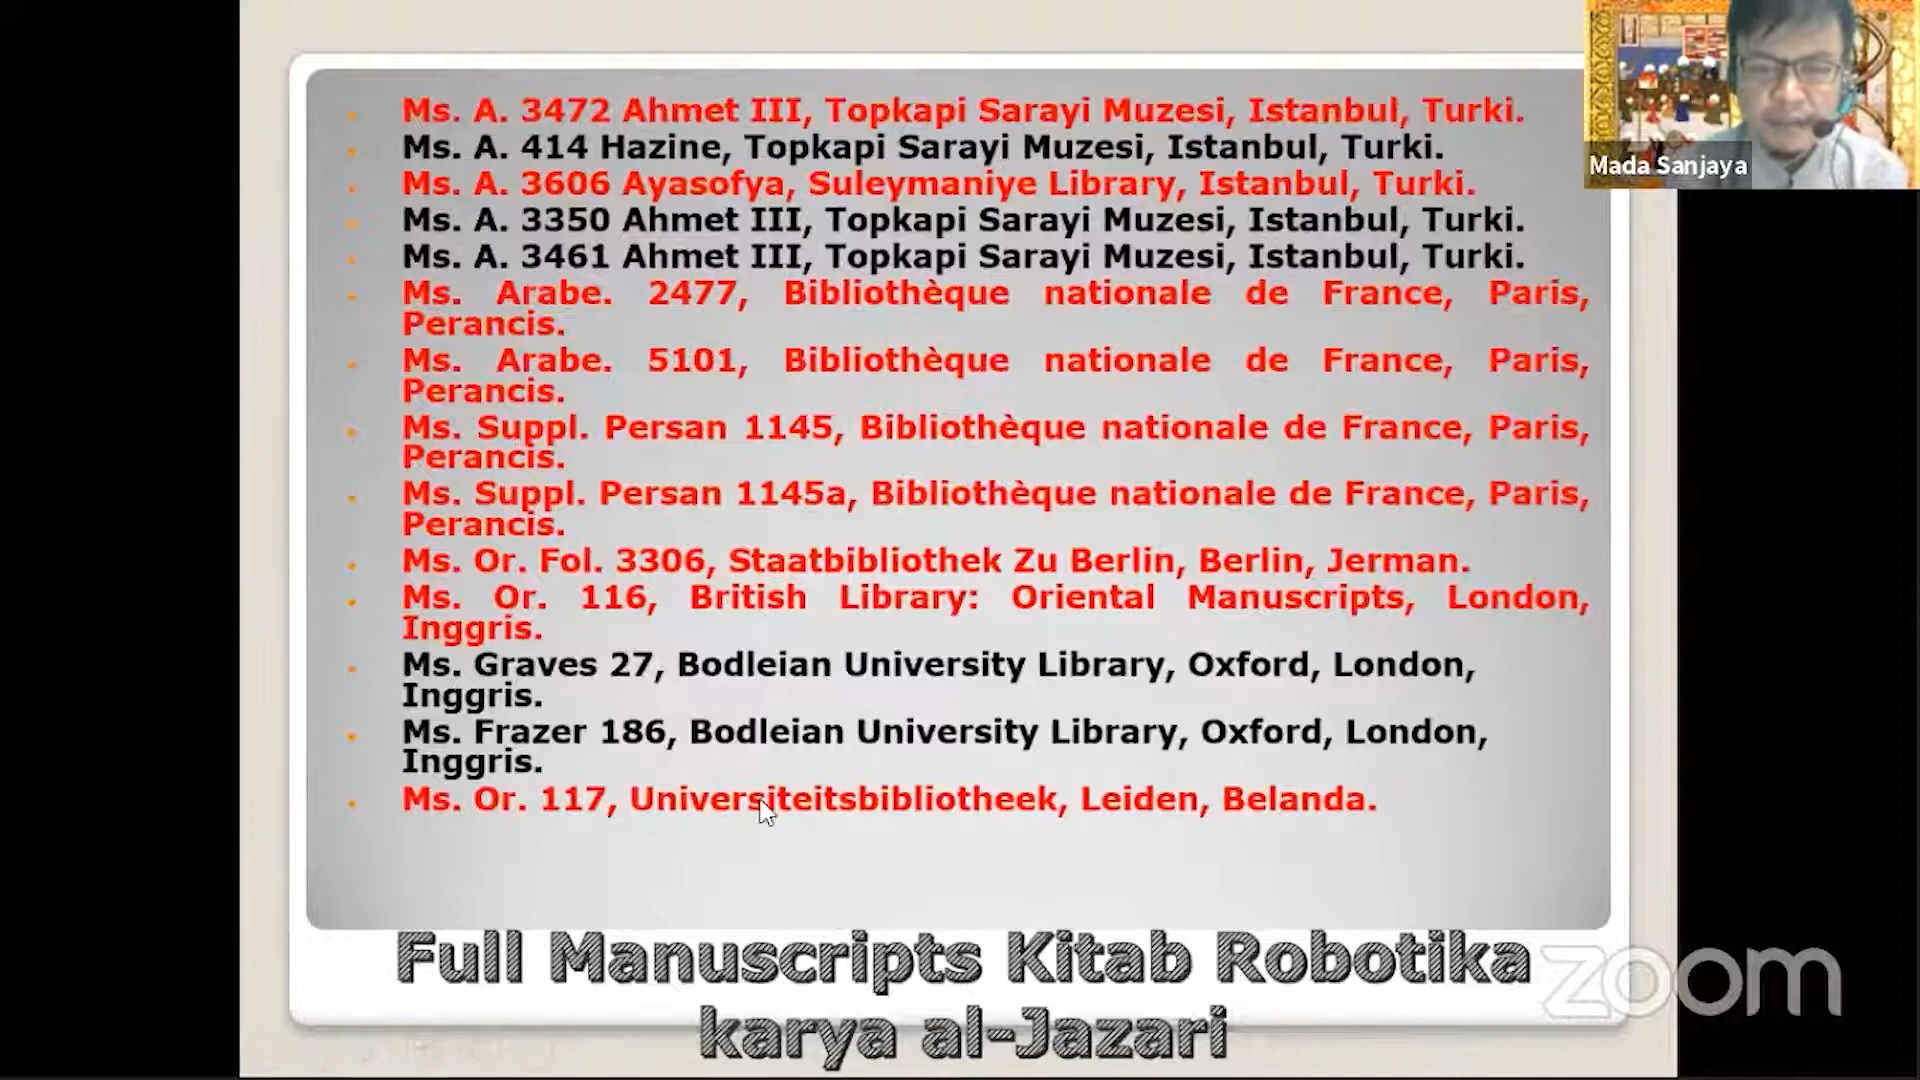 Ms. A. 3472 Ahmet III, Topkapi Sarayi Muzesi, Istanbul, Turki.
Ms. A. 414 Hazine, Topkapi Sarayi Muzesi, Istanbul, Turki.
Ms. A. 3606 Ayasofya, Suleymaniye Library, Istanbul, Turki.
Ms. A. 3350 Ahmet III, Topkapi Sarayi Muzesi, Istanbul, Turki.
Ms. A. 3461 Ahmet III, Topkapi Sarayi Muzesi, Istanbul, Turki.
Ms. Arabe. 2477, Bibliothèque nationale de France, Paris,
Perancis.
Ms. Arabe. 5101, Bibliothèque nationale de France, Paris,
Perancis.
Ms. Suppl. Persan 1145, Bibliothèque nationale de France, Paris,
Perancis.
Ms. Suppl. Persan 1145a, Bibliothèque nationale de France, Paris,
Perancis.
Ms. Or. Fol. 3306, Staatbibliothek Zu Berlin, Berlin, Jerman.
Ms. Or. 116, British Library: Oriental Manuscripts, London,
Inggris.
Ms. Graves 27, Bodleian University Library, Oxford, London,
Inggris.
Ms. Frazer 186, Bodleian University Library, Oxford, London,
Inggris.
Ms. Or. 117, Universiteitsbibliotheek, Leiden, Belanda.
Full Manuscripts Kitab Robotika
karya al-Jazari
Mada Sanjaya
zoom